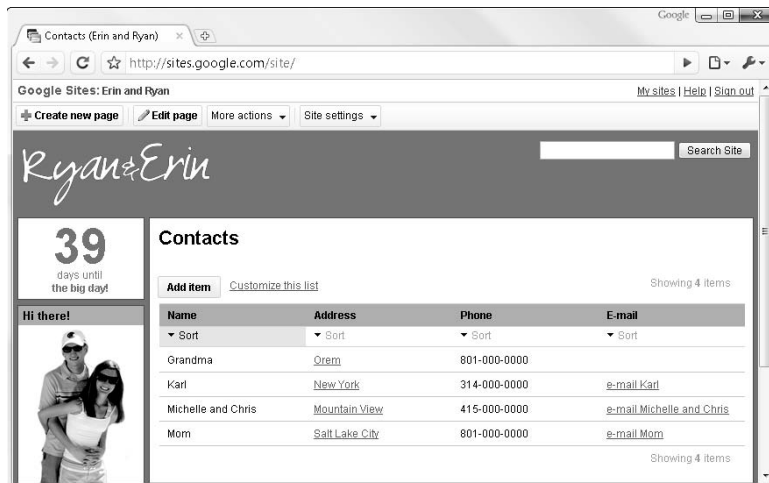 Google
Contacts (Erin and Ryan)
http://sites.google.com/site/
Google Sites: Erin and Ryan
My sites | Help | Sign out
Create new page
Edit page
More actions
Site settings
Ryan & Erin
Search Site
39
days until
the big day!
Hi there!
Contacts
Add item
Customize this list
Showing 4 items
Name Address Phone E-mail
Sort Sort Sort Sort
Grandma Orem 801-000-0000
Karl New York 314-000-0000 e-mail Karl
Michelle and Chris Mountain View 415-000-0000 e-mail Michelle and Chris
Mom Salt Lake City 801-000-0000 e-mail Mom
Showing 4 items